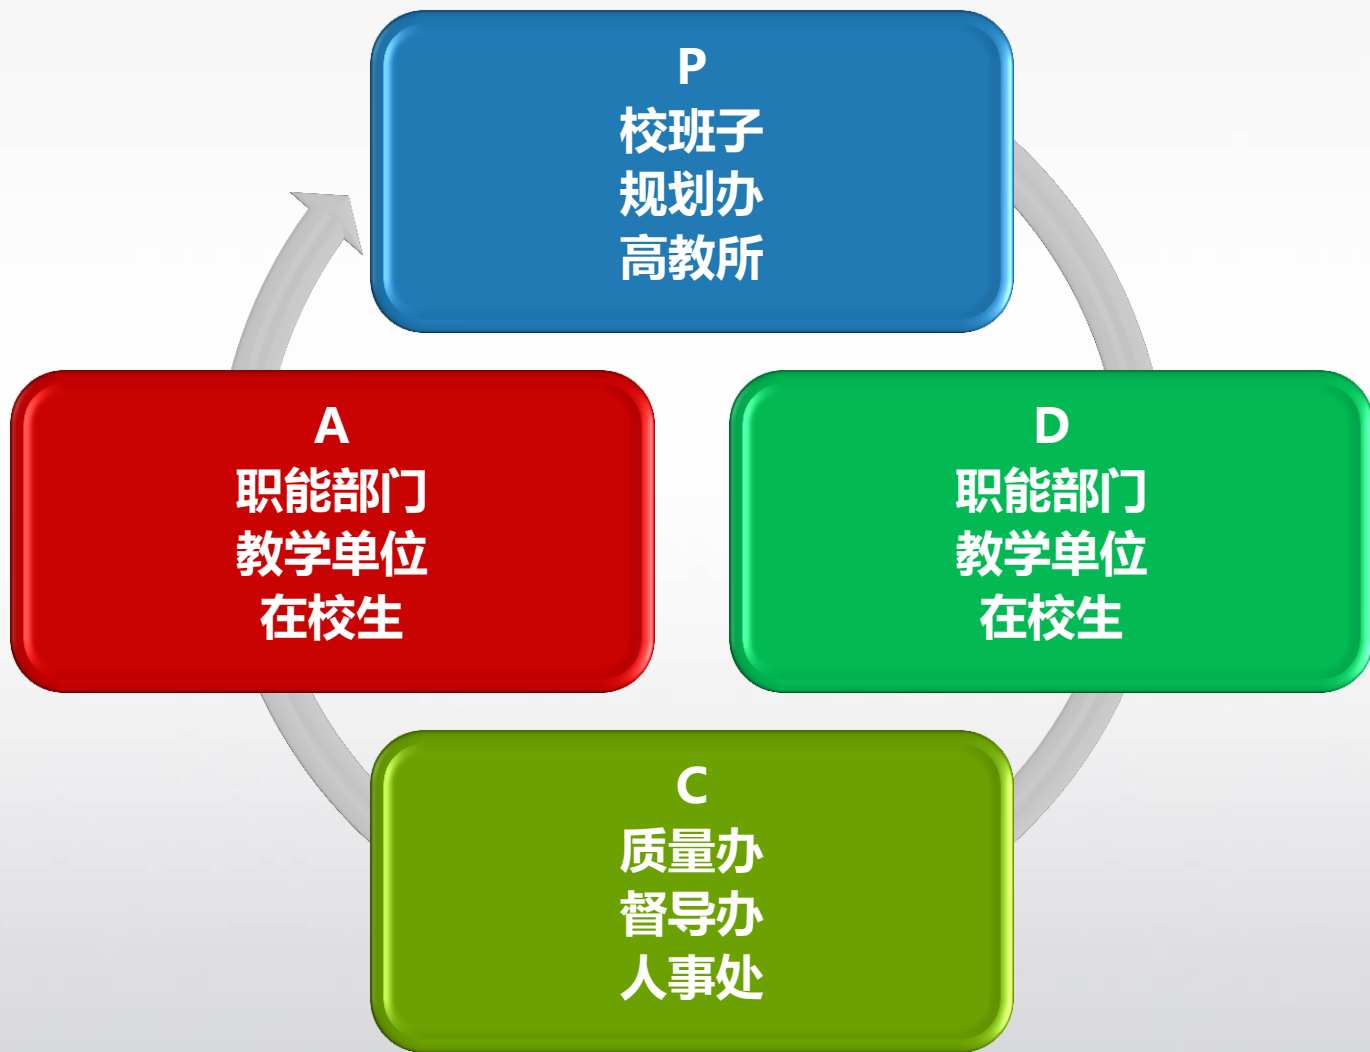 P
校班子
规划办
高教所
A
职能部门
教学单位
在校生
D
职能部门
教学单位
在校生
C
质量办
督导办
人事处